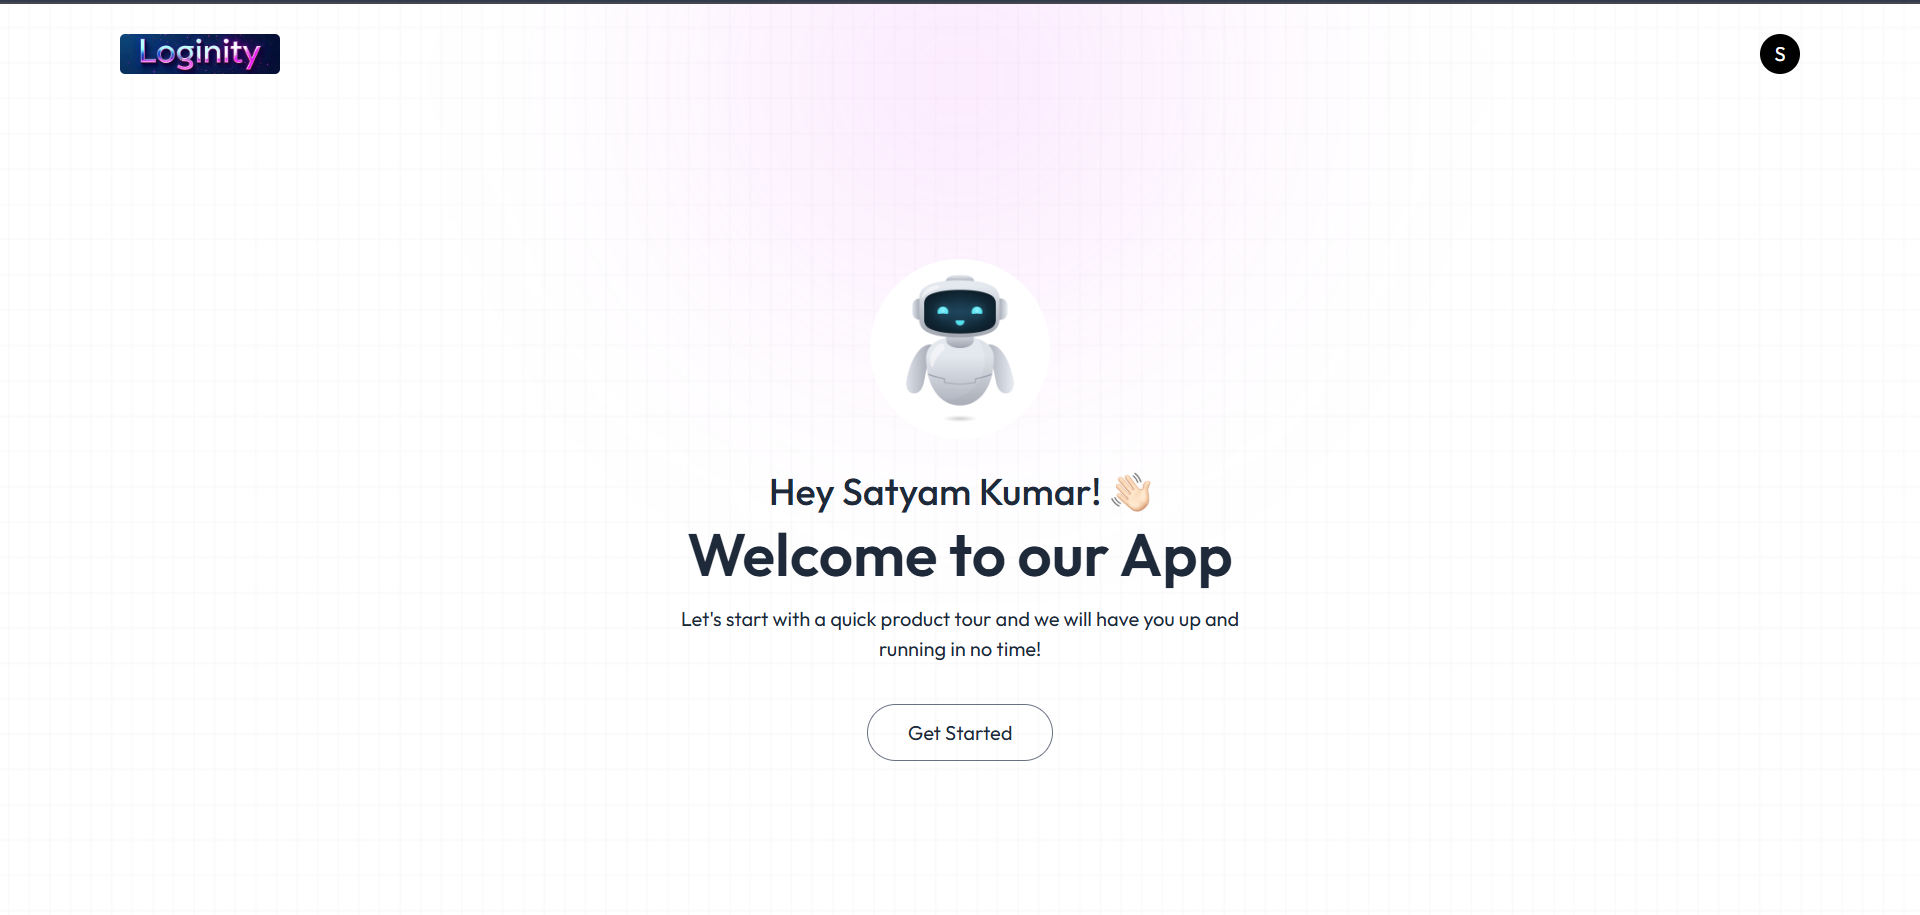 Loginity
S
Hey Satyam Kumar! 👋🏻
Welcome to our App
Let's start with a quick product tour and we will have you up and
running in no time!
Get Started